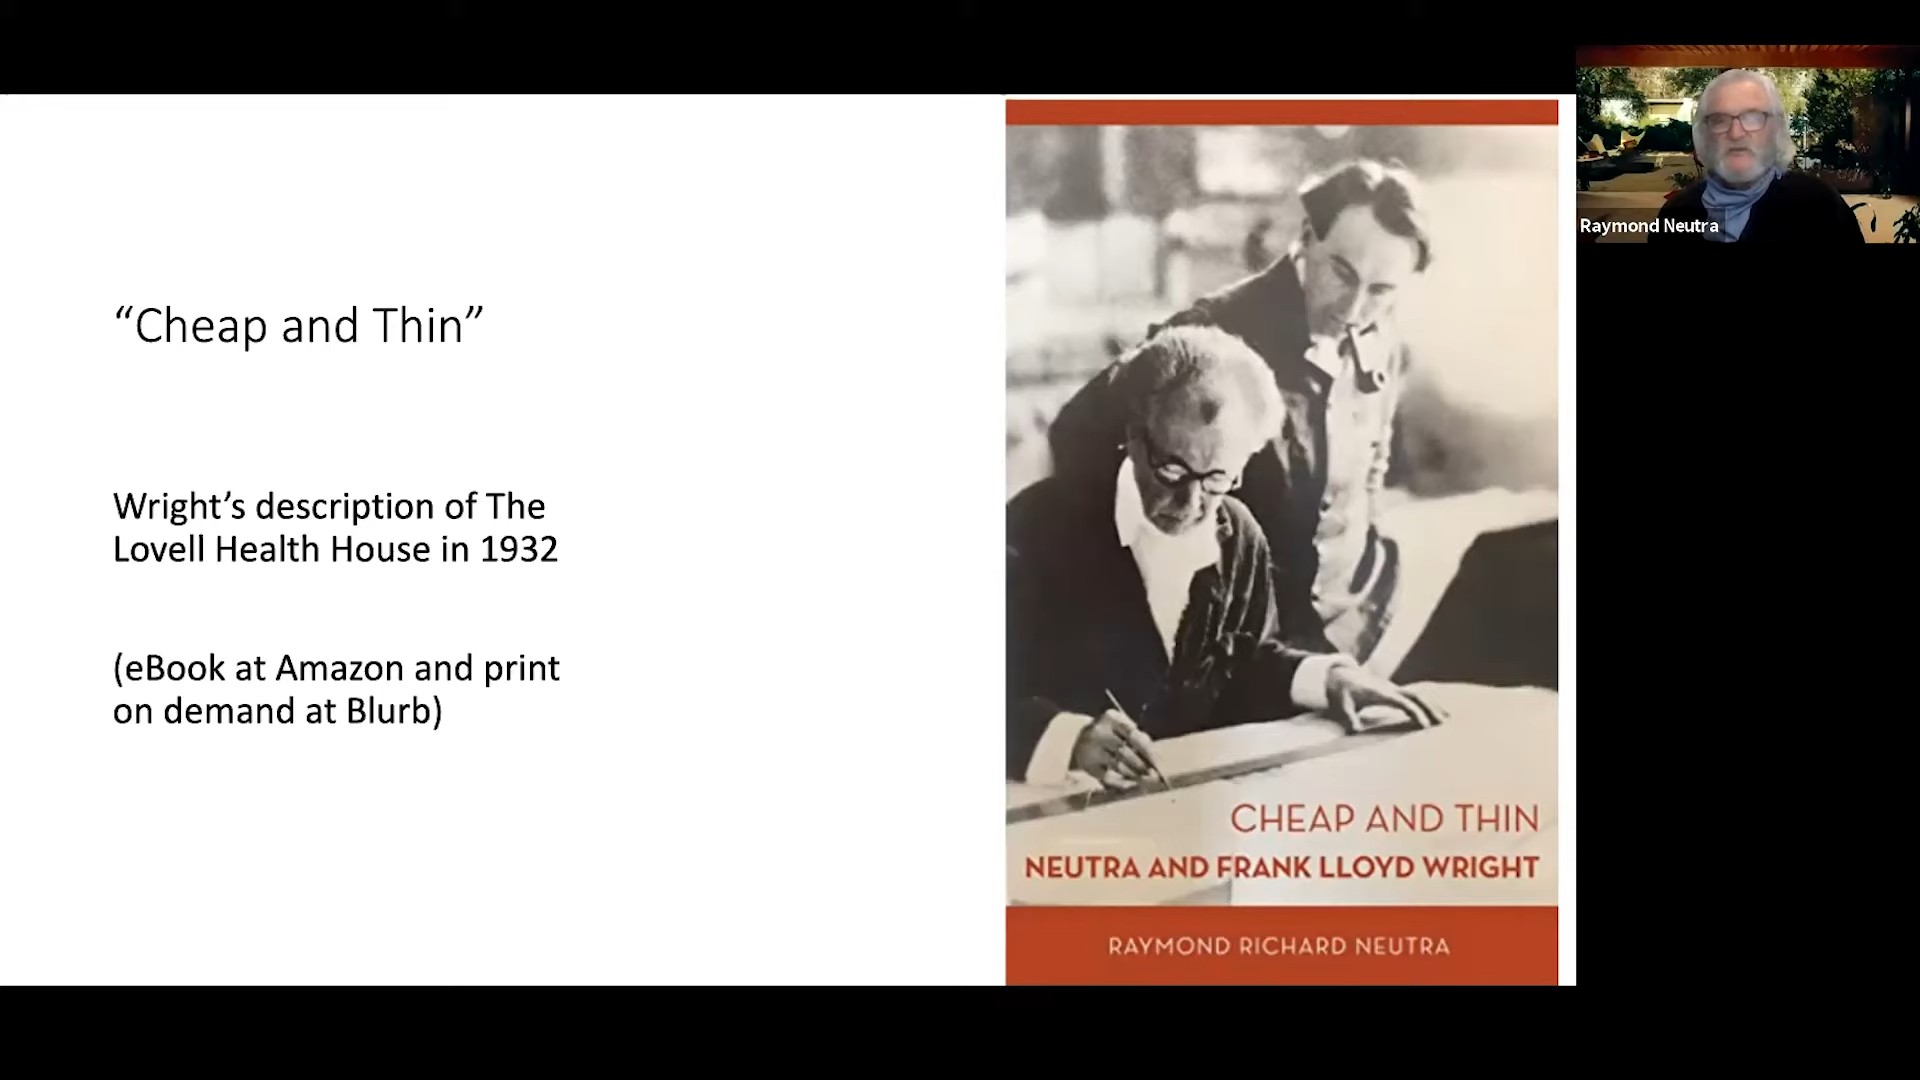 “Cheap and Thin”
Wright’s description of The
Lovell Health House in 1932
(eBook at Amazon and print
on demand at Blurb)
CHEAP AND THIN
NEUTRA AND FRANK LLOYD WRIGHT
RAYMOND RICHARD NEUTRA
Raymond Neutra